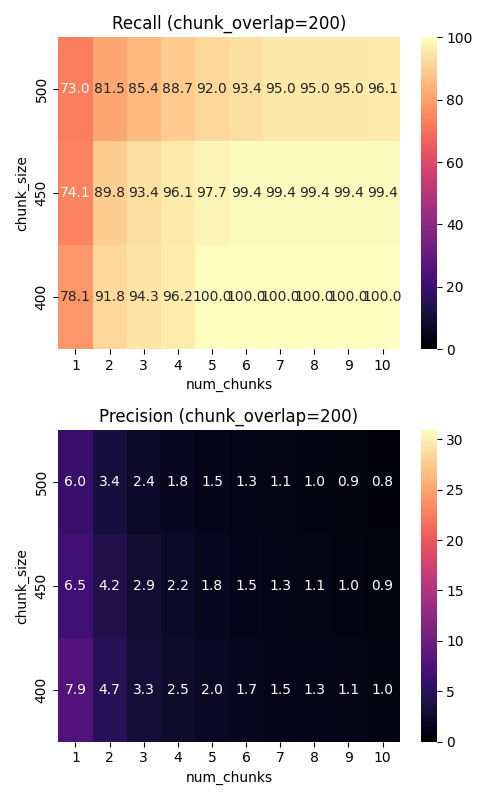 Recall (chunk_overlap=200)
500 73.0 81.5 85.4 88.7 92.0 93.4 95.0 95.0 95.0 96.1
450 74.1 89.8 93.4 96.1 97.7 99.4 99.4 99.4 99.4 99.4
400 78.1 91.8 94.3 96.2 100.0 100.0 100.0 100.0 100.0 100.0
chunk_size
1 2 3 4 5 6 7 8 9 10
num_chunks
100
80
60
40
20
0
Precision (chunk_overlap=200)
500 6.0 3.4 2.4 1.8 1.5 1.3 1.1 1.0 0.9 0.8
450 6.5 4.2 2.9 2.2 1.8 1.5 1.3 1.1 1.0 0.9
400 7.9 4.7 3.3 2.5 2.0 1.7 1.5 1.3 1.1 1.0
chunk_size
1 2 3 4 5 6 7 8 9 10
num_chunks
30
25
20
15
10
5
0